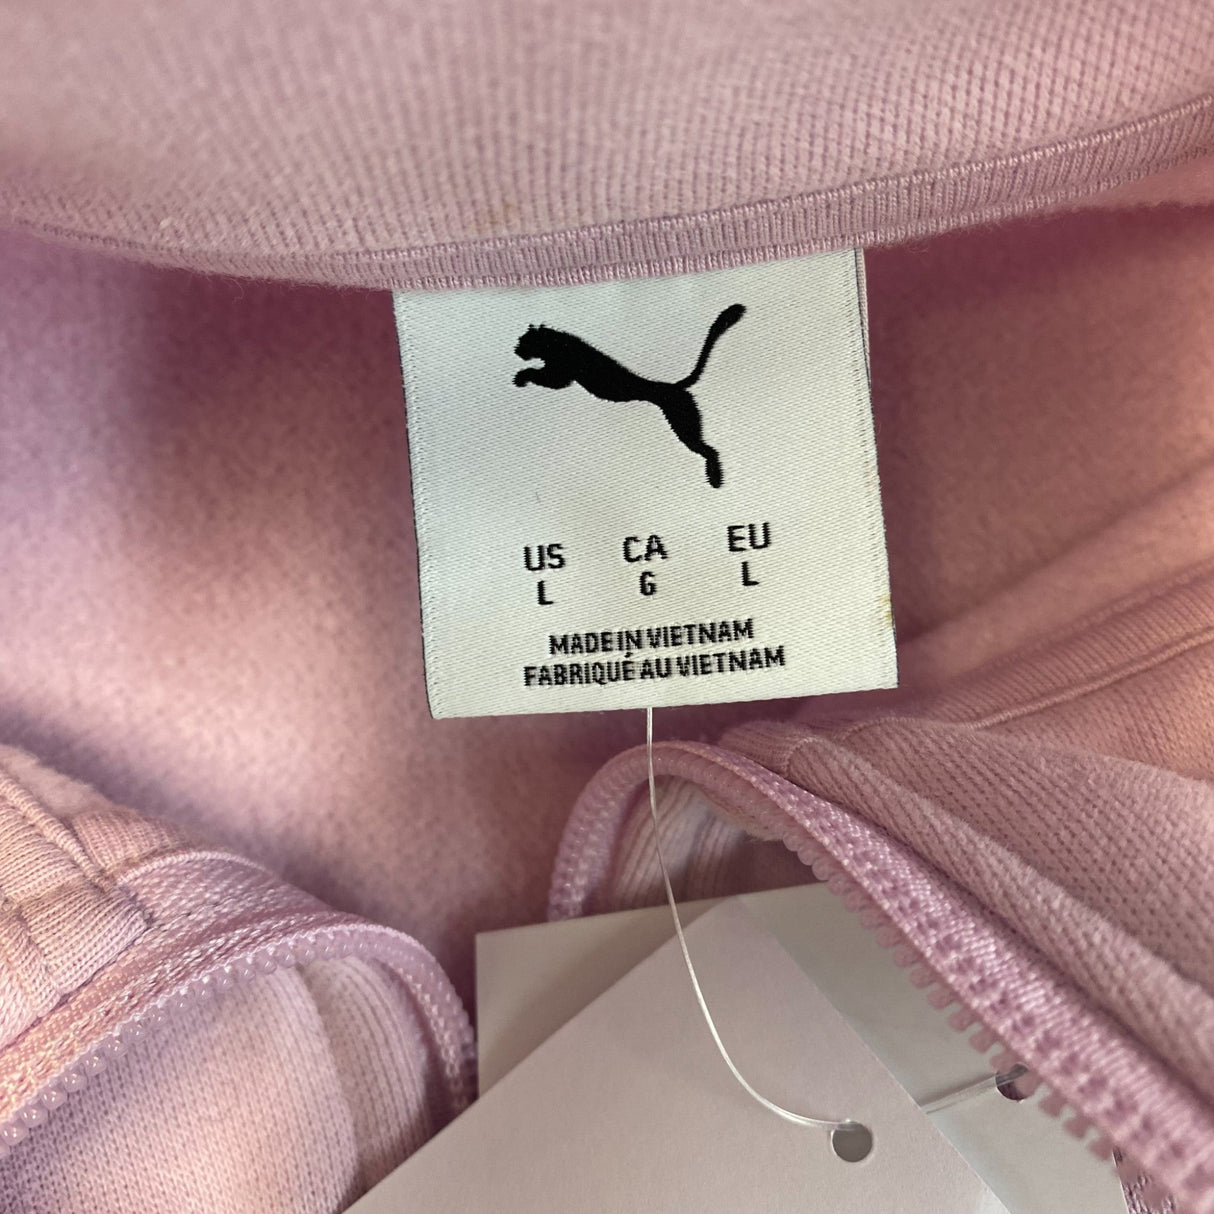 US CA EU
L G L
MADE IN VIETNAM
FABRIQUÉ AU VIETNAM